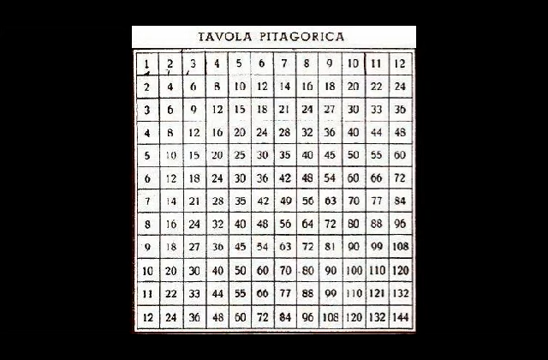 TAVOLA PITAGORICA
1 2 3 4 5 6 7 8 9 10 11 12
2 4 6 8 10 12 14 16 18 20 22 24
3 6 9 12 15 18 21 24 27 30 33 36
4 8 12 16 20 24 28 32 36 40 44 48
5 10 15 20 25 30 35 40 45 50 55 60
6 12 18 24 30 36 42 48 54 60 66 72
7 14 21 28 35 42 49 56 63 70 77 84
8 16 24 32 40 48 56 64 72 80 88 96
9 18 27 36 45 54 63 72 81 90 99 108
10 20 30 40 50 60 70 80 90 100 110 120
11 22 33 44 55 66 77 88 99 110 121 132
12 24 36 48 60 72 84 96 108 120 132 144